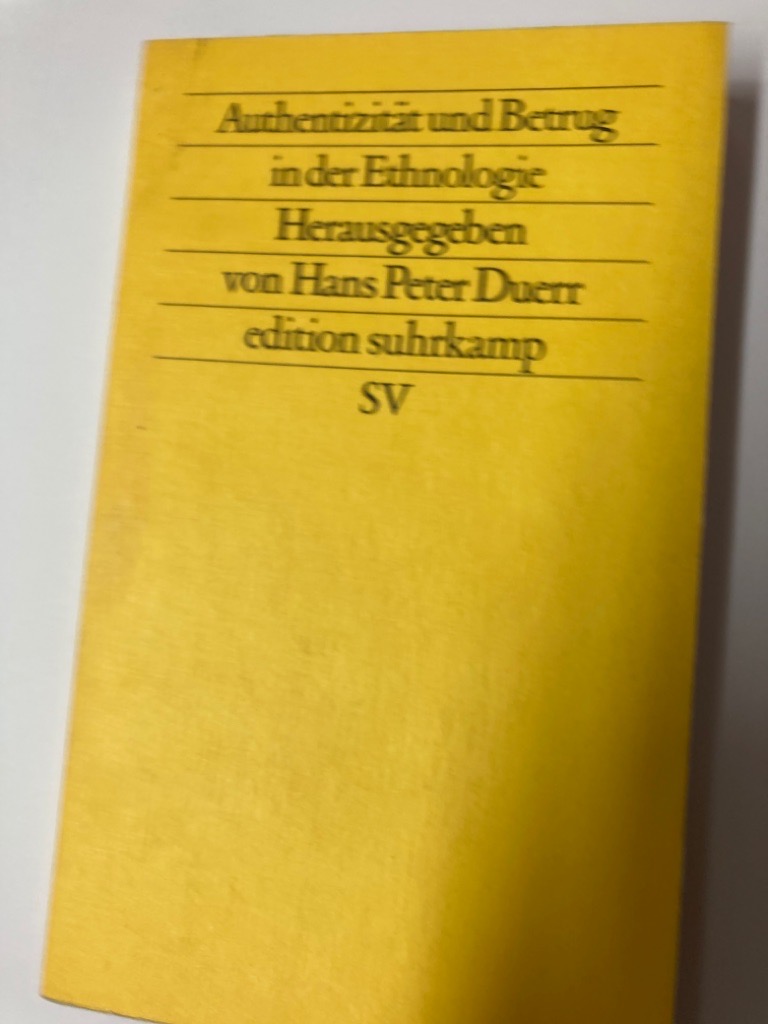 Authentizität und Betrug
in der Ethnologie
Herausgegeben
von Hans Peter Duerr
edition suhrkamp
SV